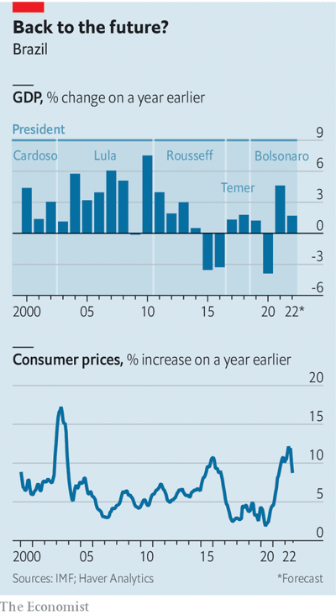 Back to the future?
Brazil
GDP, % change on a year earlier
President
Cardoso Lula Rousseff Temer Bolsonaro
9
6
3
0
-3
-6
2000 05 10 15 20 22*
Consumer prices, % increase on a year earlier
20
15
10
5
0
2000 05 10 15 20 22
Sources: IMF; Haver Analytics *Forecast
The Economist